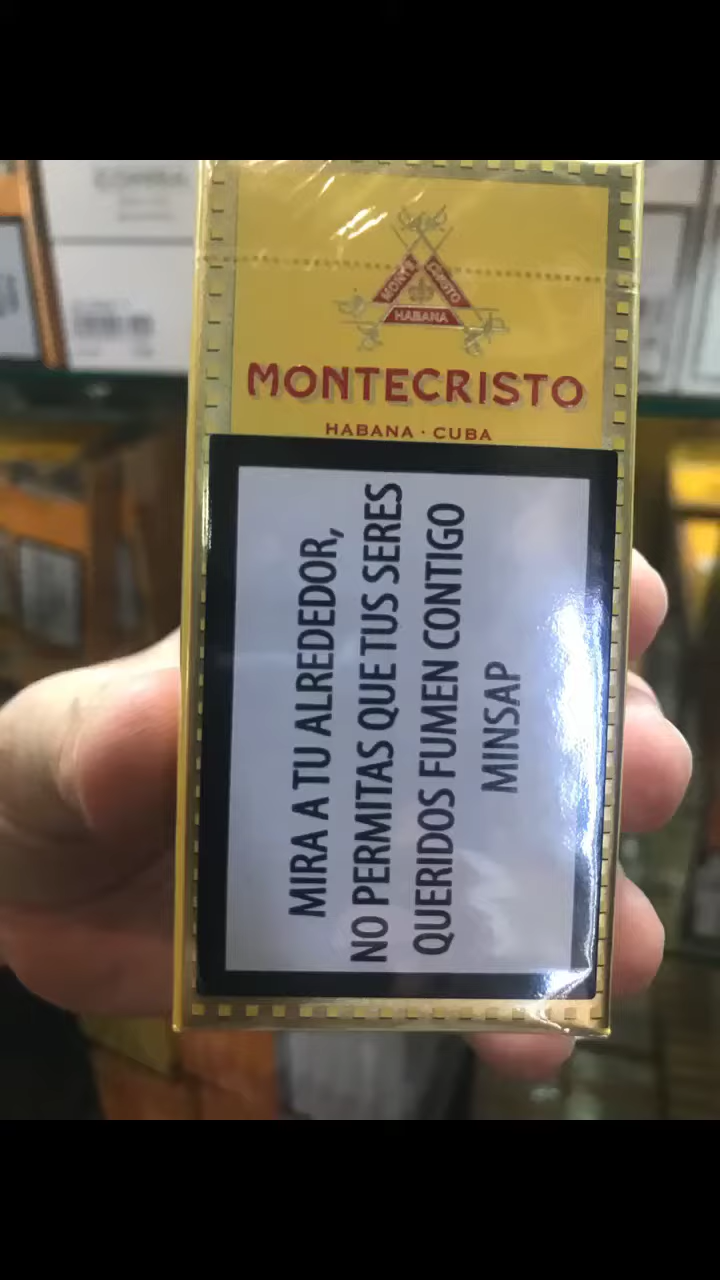 MONTE CRISTO
HABANA
MONTECRISTO
HABANA · CUBA
MIRA A TU ALREDEDOR,
NO PERMITAS QUE TUS SERES
QUERIDOS FUMEN CONTIGO
MINSAP